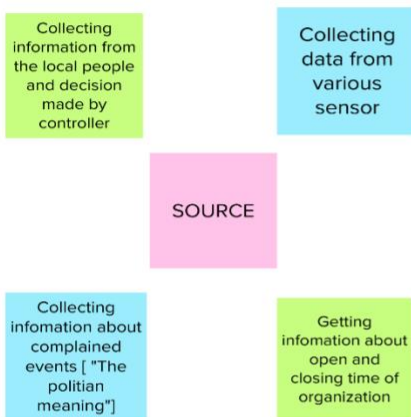 Collecting
information from
the local people
and decision
made by
controller
Collecting
data from
various
sensor
SOURCE
Collecting
infomation about
complained
events [ "The
politian
meaning"]
Getting
infomation about
open and
closing time of
organization